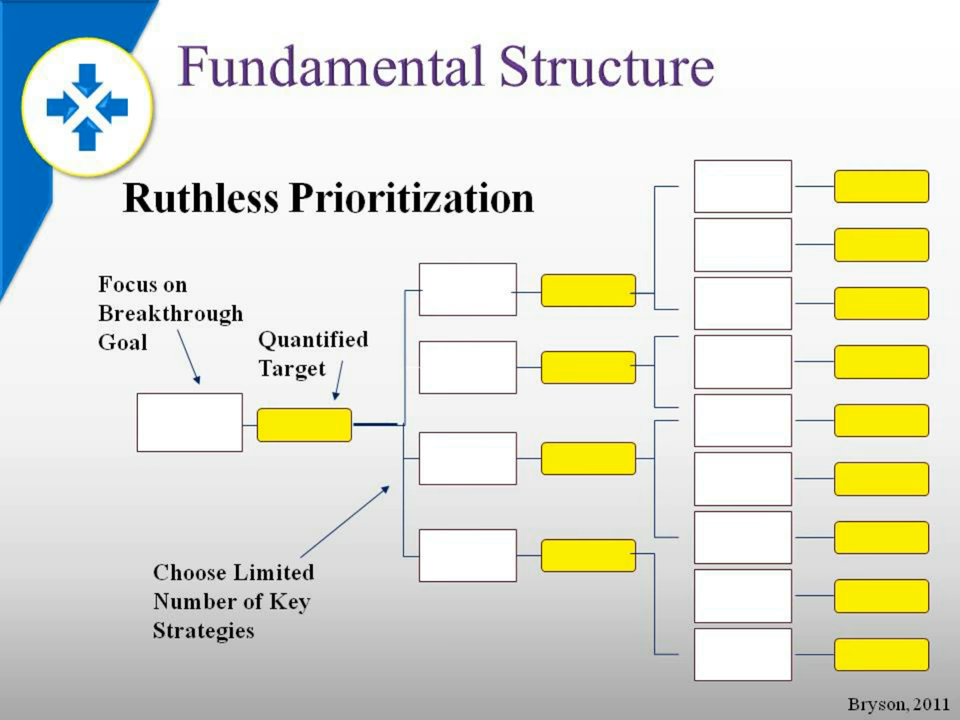 Fundamental Structure
Ruthless Prioritization
Focus on
Breakthrough
Goal
Quantified
Target
Choose Limited
Number of Key
Strategies
Bryson, 2011